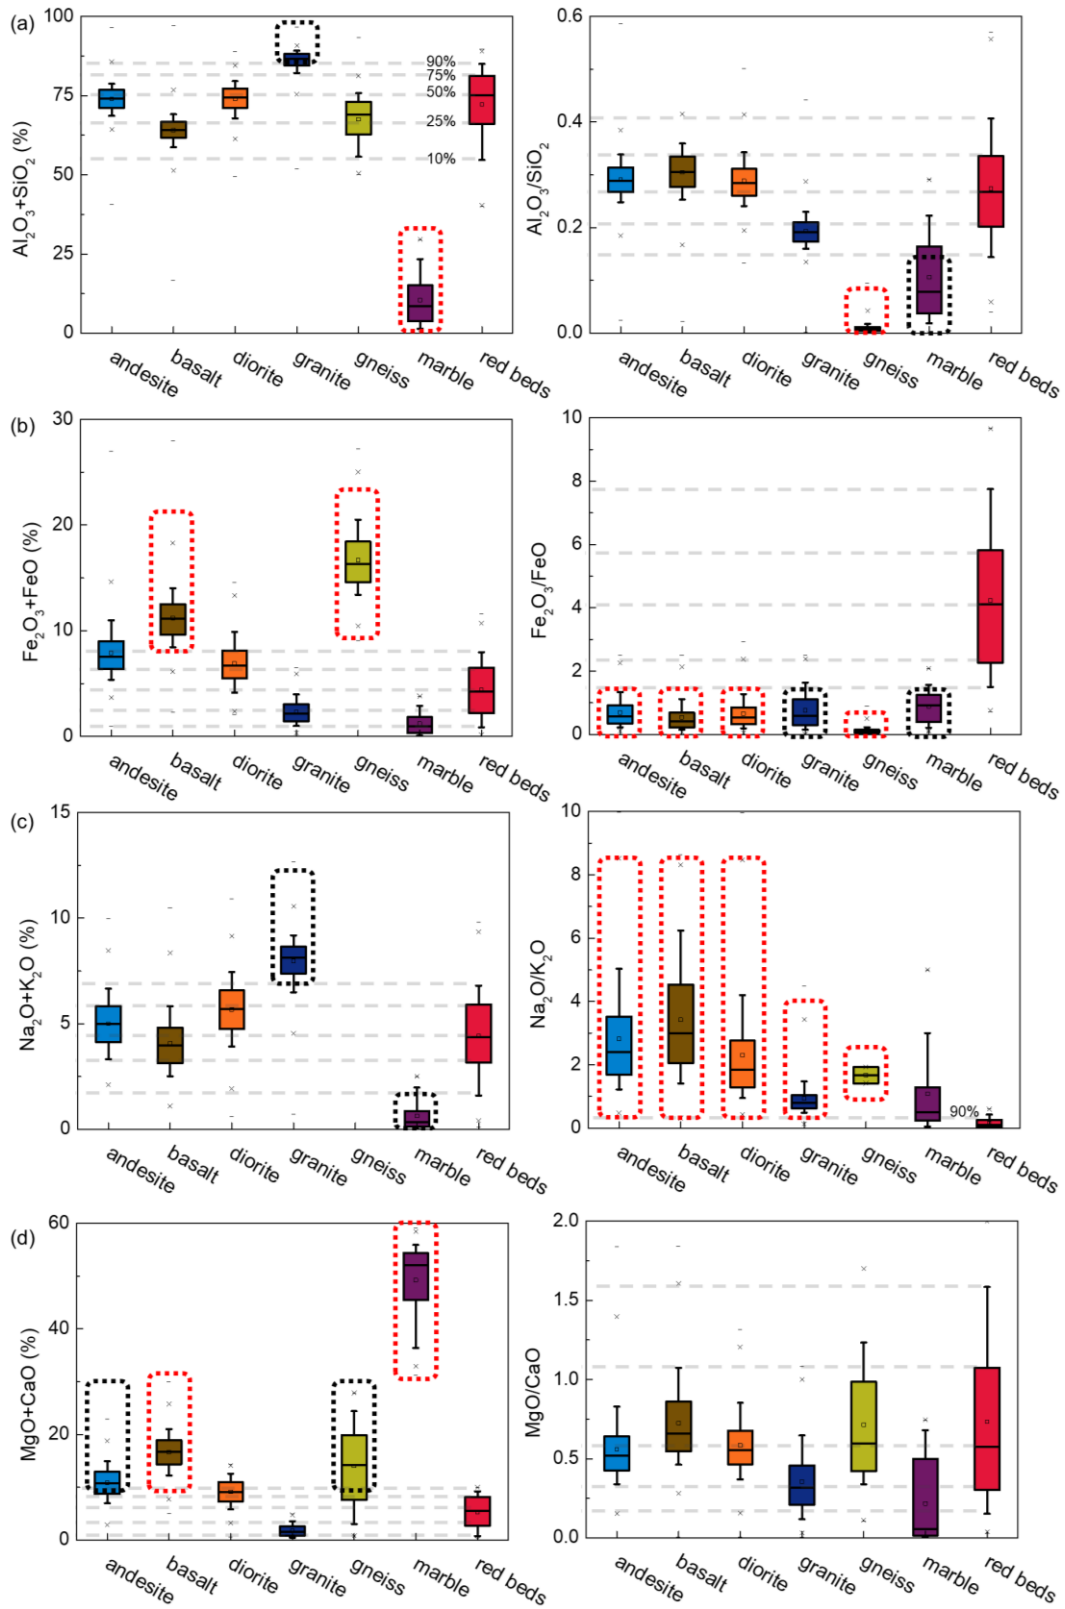 (a)
Al₂O₃+SiO₂ (%)
100
75
50
25
0
90%
75%
50%
25%
10%
andesite
basalt
diorite
granite
gneiss
marble
red beds
Al₂O₃/SiO₂
0.6
0.4
0.2
0.0
andesite
basalt
diorite
granite
gneiss
marble
red beds
(b)
Fe₂O₃+FeO (%)
30
20
10
0
andesite
basalt
diorite
granite
gneiss
marble
red beds
Fe₂O₃/FeO
10
8
6
4
2
0
andesite
basalt
diorite
granite
gneiss
marble
red beds
(c)
Na₂O+K₂O (%)
15
10
5
0
andesite
basalt
diorite
granite
gneiss
marble
red beds
Na₂O/K₂O
10
8
6
4
2
0
90%
andesite
basalt
diorite
granite
gneiss
marble
red beds
(d)
MgO+CaO (%)
60
40
20
0
andesite
basalt
diorite
granite
gneiss
marble
red beds
MgO/CaO
2.0
1.5
1.0
0.5
0.0
andesite
basalt
diorite
granite
gneiss
marble
red beds